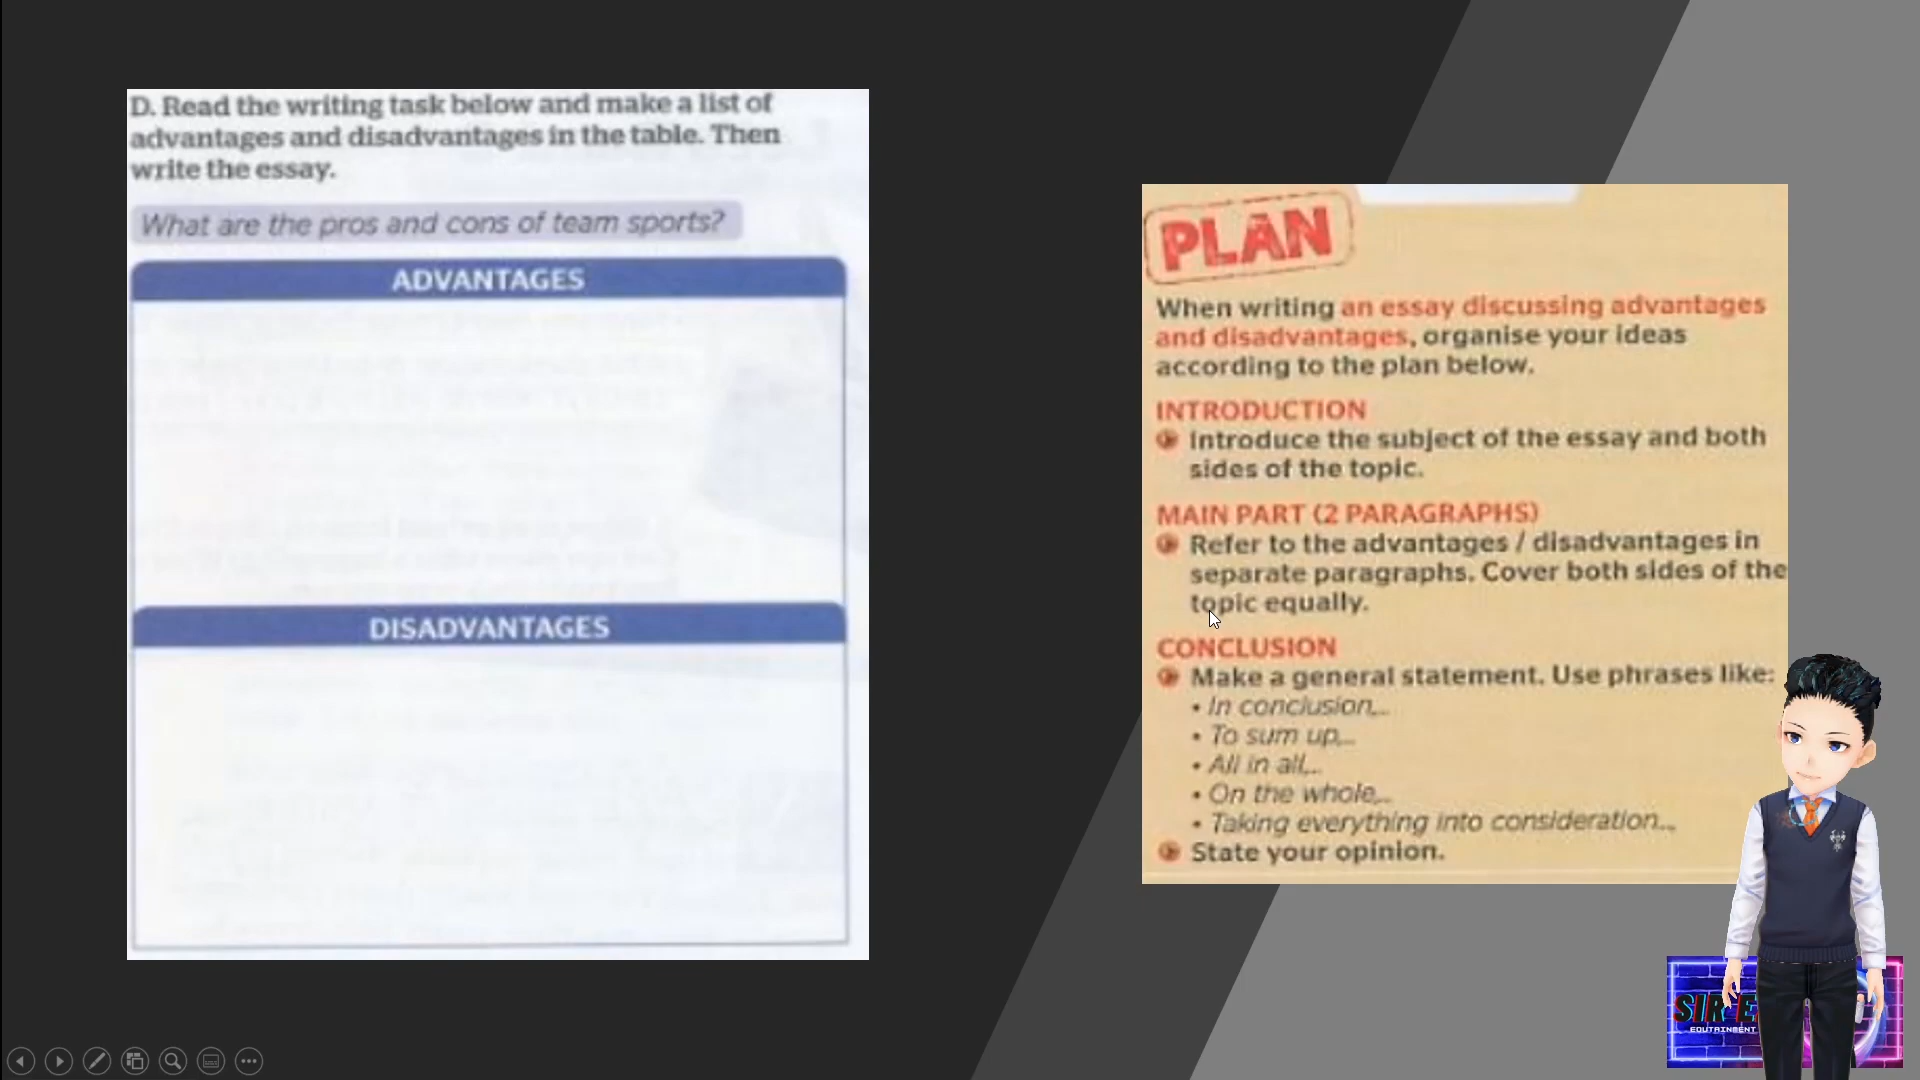 D. Read the writing task below and make a list of
advantages and disadvantages in the table. Then
write the essay.
What are the pros and cons of team sports?
ADVANTAGES
DISADVANTAGES
PLAN
When writing an essay discussing advantages
and disadvantages, organise your ideas
according to the plan below.
INTRODUCTION
Introduce the subject of the essay and both
sides of the topic.
MAIN PART (2 PARAGRAPHS)
Refer to the advantages / disadvantages in
separate paragraphs. Cover both sides of the
topic equally.
CONCLUSION
Make a general statement. Use phrases like:
• In conclusion,...
• To sum up,...
• All in all,...
• On the whole,...
• Taking everything into consideration...
State your opinion.
SIR E
EDUTAINMENT